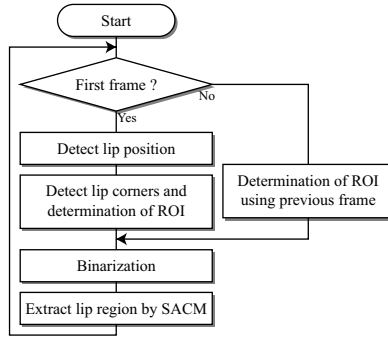 Start
First frame ?
No
Yes
Detect lip position
Detect lip corners and
determination of ROI
Determination of ROI
using previous frame
Binarization
Extract lip region by SACM